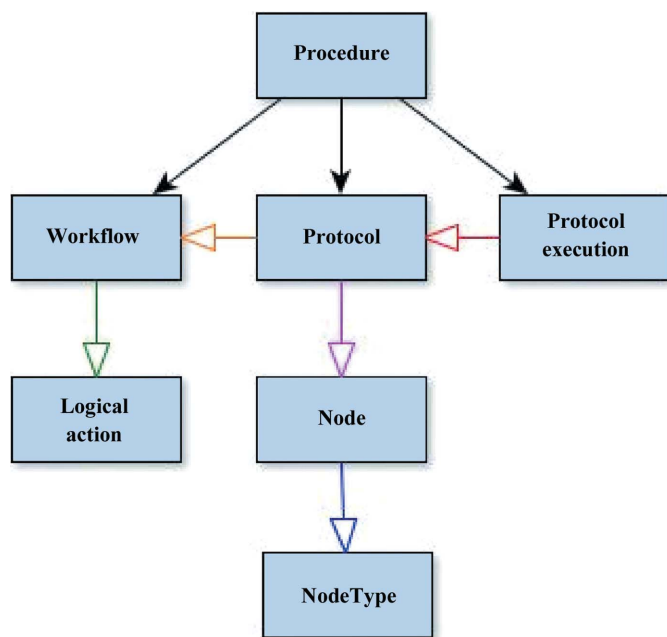 Procedure
Workflow
Protocol
Protocol
execution
Logical
action
Node
NodeType